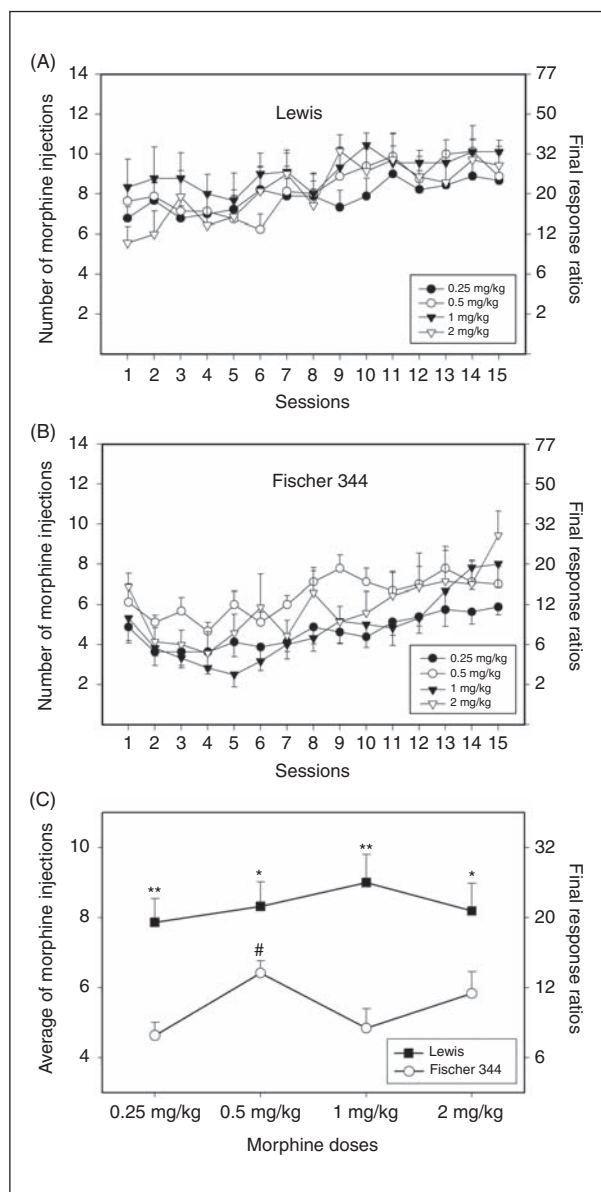 (A)
Lewis
Number of morphine injections
14
12
10
8
6
4
2
77
50
32
20
12
6
2
Final response ratios
0.25 mg/kg
0.5 mg/kg
1 mg/kg
2 mg/kg
1 2 3 4 5 6 7 8 9 10 11 12 13 14 15
Sessions
(B)
Fischer 344
Number of morphine injections
14
12
10
8
6
4
2
77
50
32
20
12
6
2
Final response ratios
0.25 mg/kg
0.5 mg/kg
1 mg/kg
2 mg/kg
1 2 3 4 5 6 7 8 9 10 11 12 13 14 15
Sessions
(C)
Average of morphine injections
10
8
6
4
32
20
12
6
Final response ratios
** * ** *
#
Lewis
Fischer 344
0.25 mg/kg 0.5 mg/kg 1 mg/kg 2 mg/kg
Morphine doses